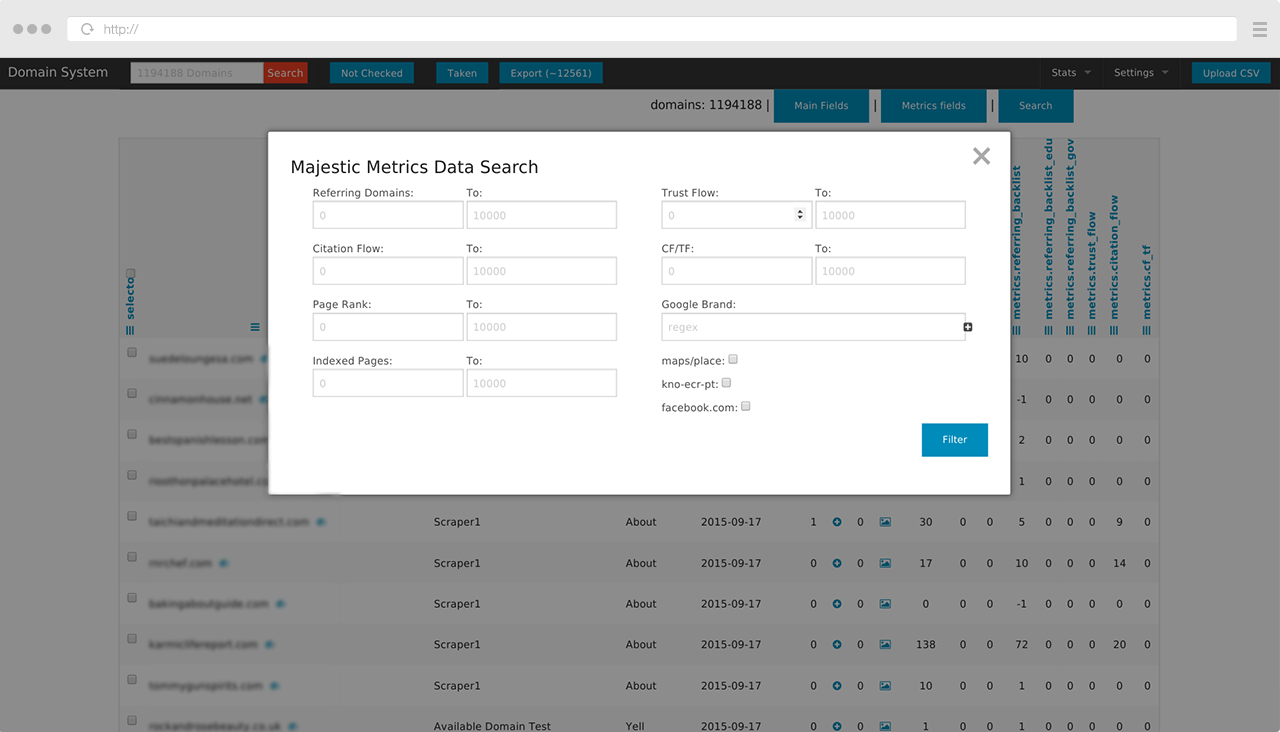 http://
Domain System 1194188 Domains Search Not Checked Taken Export (~12561) Stats Settings Upload CSV
domains: 1194188 | Main Fields | Metrics fields | Search
Majestic Metrics Data Search
Referring Domains: To: Trust Flow: To:
0 10000 0 10000
Citation Flow: To: CF/TF: To:
0 10000 0 10000
Page Rank: To: Google Brand:
0 10000 regex
Indexed Pages: To: maps/place:
0 10000
kno-ecr-pt:
facebook.com:
Filter
selecto
metrics.referring_backlist
metrics.referring_backlist_edu
metrics.referring_backlist_gov
metrics.trust_flow
metrics.citation_flow
metrics.cf_tf
suedeloungesa.com 10 0 0 0 0 0
cinnamonhouse.net -1 0 0 0 0 0
bestspanishlesson.com 2 0 0 0 0 0
1 0 0 0 0 0
taichiandmeditationdirect.com Scraper1 About 2015-09-17 1 0 30 0 0 5 0 0 0 9 0
mrchef.com Scraper1 About 2015-09-17 0 0 17 0 0 10 0 0 0 14 0
bakingaboutguide.com Scraper1 About 2015-09-17 0 0 0 0 0 -1 0 0 0 0 0
karmiclifereport.com Scraper1 About 2015-09-17 0 0 138 0 0 72 0 0 0 20 0
tommygunspirits.com Scraper1 About 2015-09-17 0 0 10 0 0 1 0 0 0 0 0
rockandrosebeauty.co.uk Available Domain Test Yell 2015-09-17 0 0 1 0 0 1 0 0 0 0 0